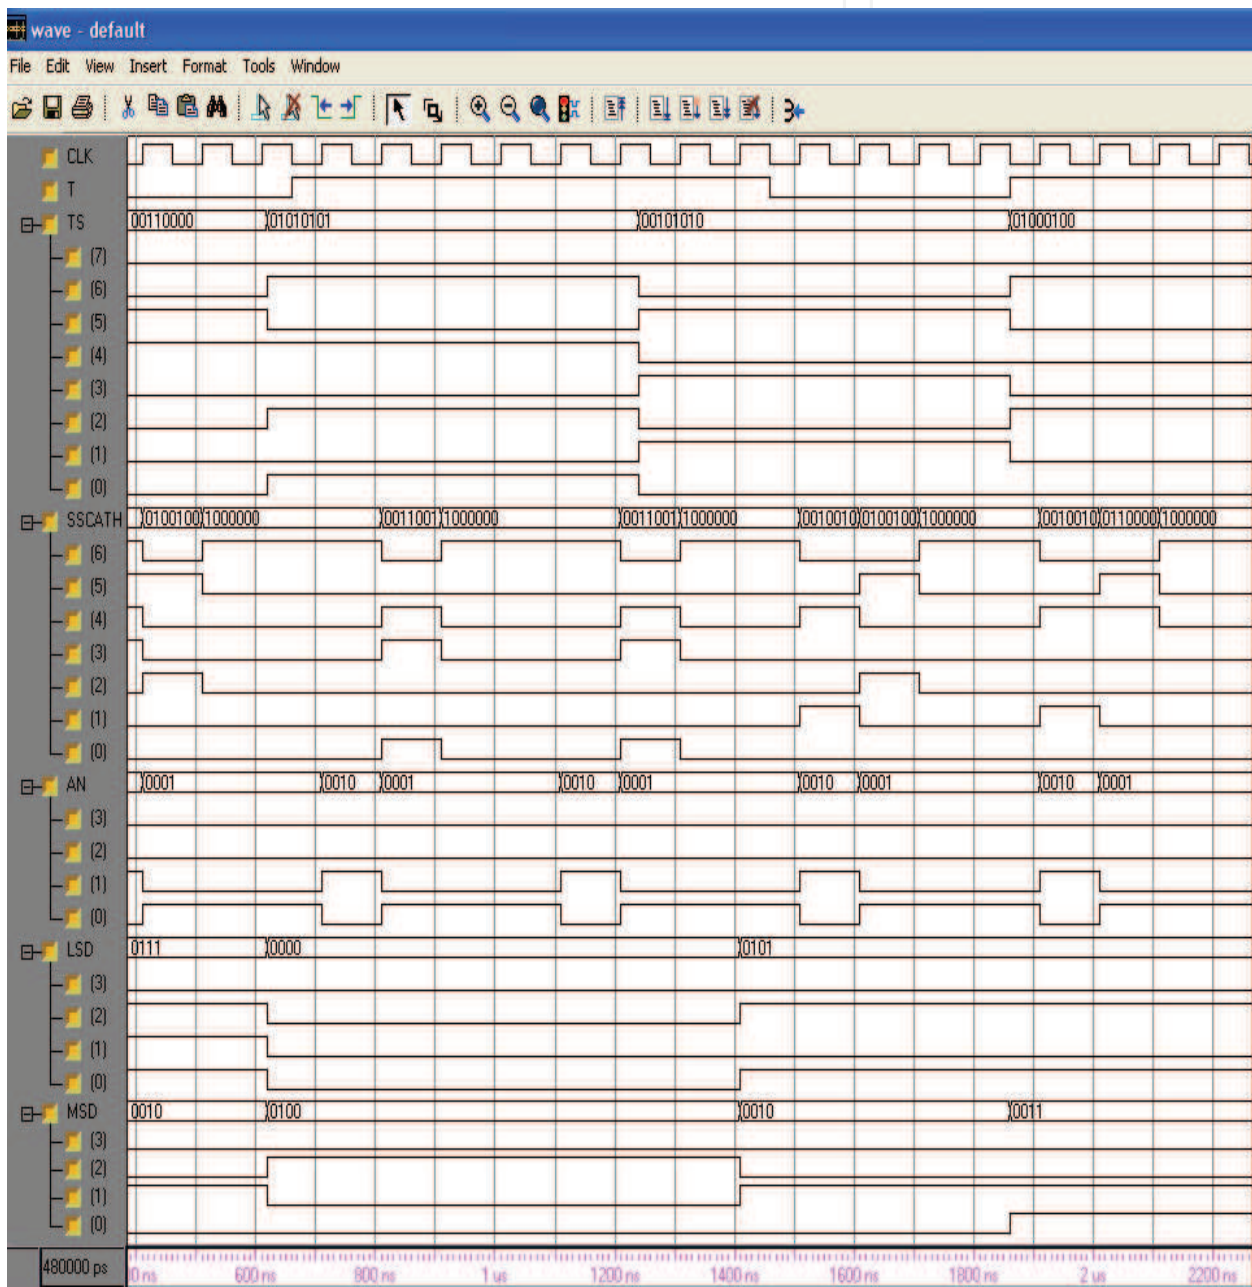 wave - default
File Edit View Insert Format Tools Window
CLK
T
TS 00110000 01010101 00101010 01000100
(7)
(6)
(5)
(4)
(3)
(2)
(1)
(0)
SSCATH 0100100 1000000 0011001 1000000 0011001 1000000 0010010 0100100 1000000 0010010 0110000 1000000
(6)
(5)
(4)
(3)
(2)
(1)
(0)
AN 0001 0010 0001 0010 0001 0010 0001 0010 0001
(3)
(2)
(1)
(0)
LSD 0111 0000 0101
(3)
(2)
(1)
(0)
MSD 0010 0100 0010 0011
(3)
(2)
(1)
(0)
480000 ps 0 ns 600 ns 800 ns 1 us 1200 ns 1400 ns 1600 ns 1800 ns 2 us 2200 ns